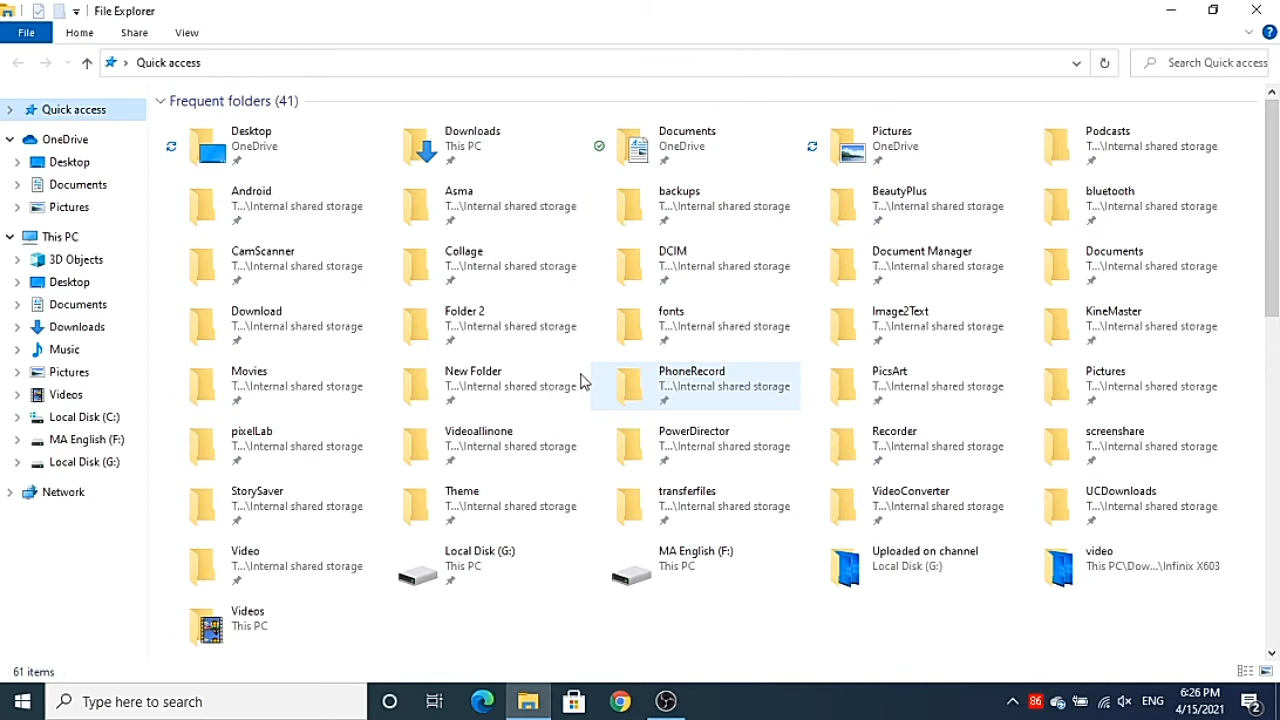 File Explorer
File
Home
Share
View
Quick access
Search Quick access
Quick access
OneDrive
Desktop
Documents
Pictures
This PC
3D Objects
Desktop
Documents
Downloads
Music
Pictures
Videos
Local Disk (C:)
MA English (F:)
Local Disk (G:)
Network
Frequent folders (41)
Desktop
OneDrive
Downloads
This PC
Documents
OneDrive
Pictures
OneDrive
Podcasts
T...\Internal shared storage
Android
T...\Internal shared storage
Asma
T...\Internal shared storage
backups
T...\Internal shared storage
BeautyPlus
T...\Internal shared storage
bluetooth
T...\Internal shared storage
CamScanner
T...\Internal shared storage
Collage
T...\Internal shared storage
DCIM
T...\Internal shared storage
Document Manager
T...\Internal shared storage
Documents
T...\Internal shared storage
Download
T...\Internal shared storage
Folder 2
T...\Internal shared storage
fonts
T...\Internal shared storage
Image2Text
T...\Internal shared storage
KineMaster
T...\Internal shared storage
Movies
T...\Internal shared storage
New Folder
T...\Internal shared storage
PhoneRecord
T...\Internal shared storage
PicsArt
T...\Internal shared storage
Pictures
T...\Internal shared storage
pixelLab
T...\Internal shared storage
Videoallinone
T...\Internal shared storage
PowerDirector
T...\Internal shared storage
Recorder
T...\Internal shared storage
screenshare
T...\Internal shared storage
StorySaver
T...\Internal shared storage
Theme
T...\Internal shared storage
transferfiles
T...\Internal shared storage
VideoConverter
T...\Internal shared storage
UCDownloads
T...\Internal shared storage
Video
T...\Internal shared storage
Local Disk (G:)
This PC
MA English (F:)
This PC
Uploaded on channel
Local Disk (G:)
video
This PC\Dow...\Infinix X603
Videos
This PC
61 items
Type here to search
86
ENG
6:26 PM
4/15/2021
2